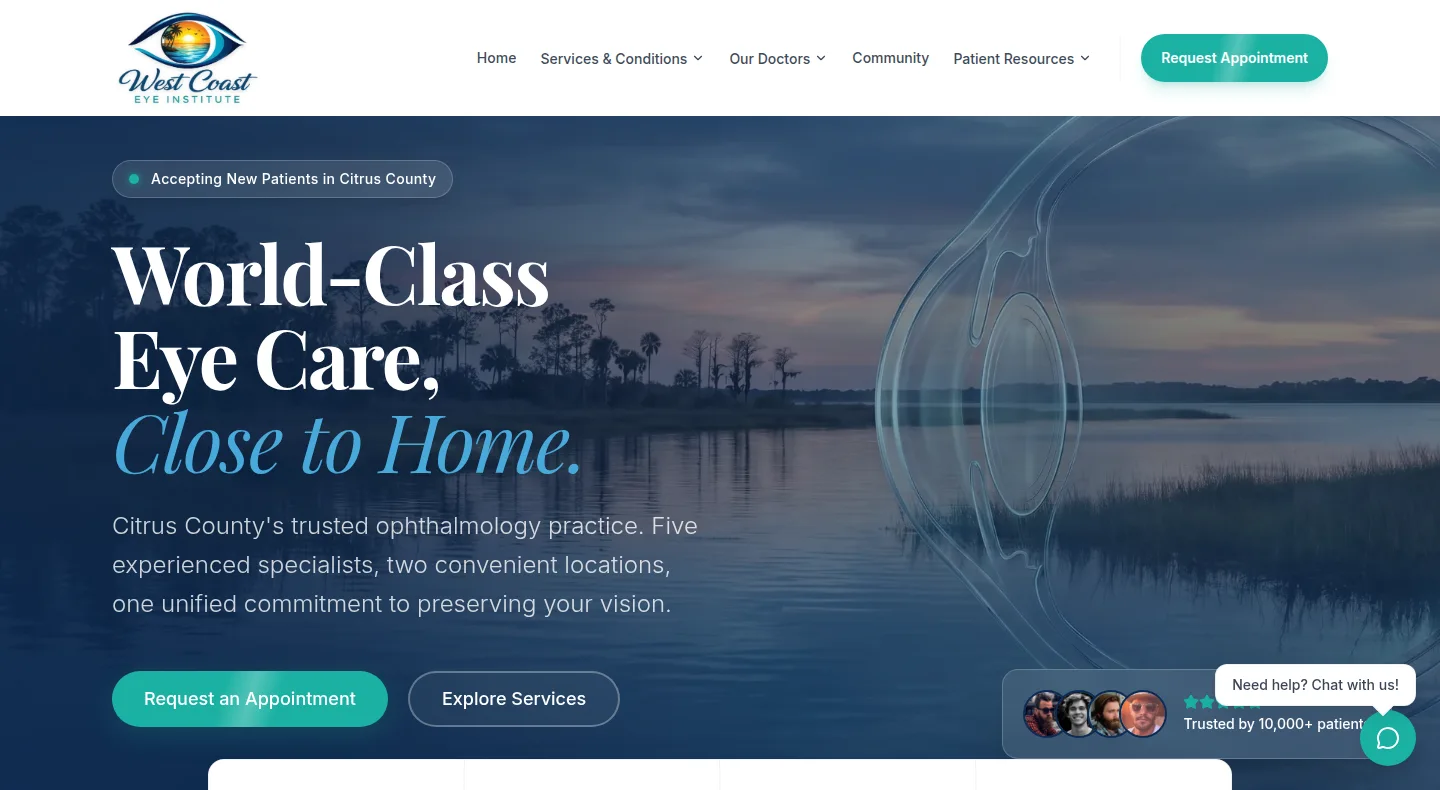 West Coast
EYE INSTITUTE
Home
Services & Conditions
Our Doctors
Community
Patient Resources
Request Appointment
Accepting New Patients in Citrus County
World-Class
Eye Care,
Close to Home.
Citrus County's trusted ophthalmology practice. Five
experienced specialists, two convenient locations,
one unified commitment to preserving your vision.
Request an Appointment
Explore Services
Need help? Chat with us!
Trusted by 10,000+